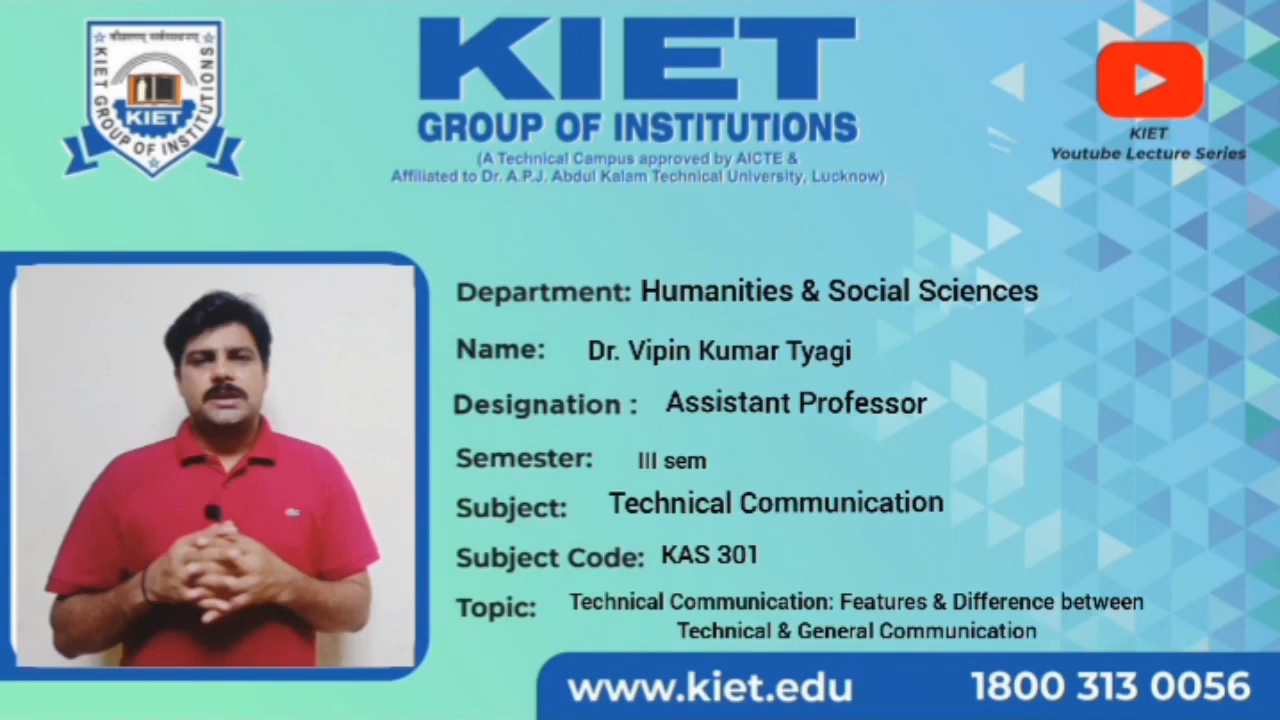 KIET GROUP OF INSTITUTIONS
KIET
KIET
GROUP OF INSTITUTIONS
(A Technical Campus approved by AICTE &
Affiliated to Dr. A.P.J. Abdul Kalam Technical University, Lucknow)
KIET
Youtube Lecture Series
Department: Humanities & Social Sciences
Name: Dr. Vipin Kumar Tyagi
Designation : Assistant Professor
Semester: III sem
Subject: Technical Communication
Subject Code: KAS 301
Topic: Technical Communication: Features & Difference between
Technical & General Communication
www.kiet.edu 1800 313 0056